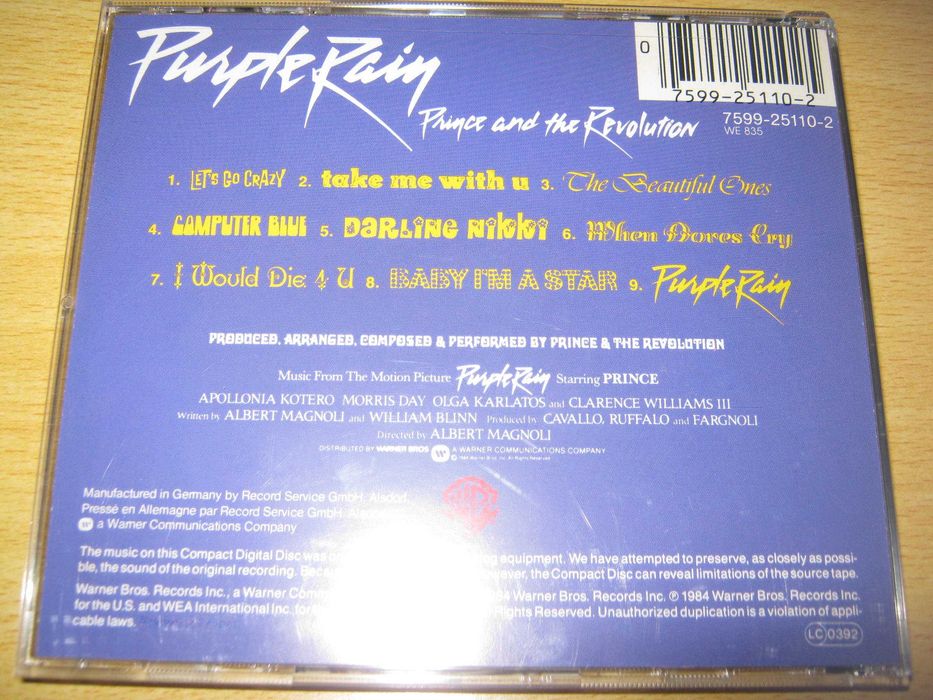 Purple Rain
Prince and the Revolution
0
7599-25110-2
7599-25110-2
WE 835
1. LET'S GO CRAZY 2. take me with u 3. The Beautiful Ones
4. COMPUTER BLUE 5. DARLING NIKKI 6. When Doves Cry
7. I Would Die 4 U 8. BABY I'M A STAR 9. Purple Rain
PRODUCED, ARRANGED, COMPOSED & PERFORMED BY PRINCE & THE REVOLUTION
Music From The Motion Picture Purple Rain Starring PRINCE
APOLLONIA KOTERO MORRIS DAY OLGA KARLATOS and CLARENCE WILLIAMS III
Written by ALBERT MAGNOLI and WILLIAM BLINN Produced by CAVALLO, RUFFALO and FARGNOLI
Directed by ALBERT MAGNOLI
DISTRIBUTED BY WARNER BROS A WARNER COMMUNICATIONS COMPANY
© 1984 Warner Bros. Inc. All Rights Reserved
Manufactured in Germany by Record Service GmbH, Alsdorf.
Pressé en Allemagne par Record Service GmbH,
a Warner Communications Company
The music on this Compact Digital Disc was equipment. We have attempted to preserve, as closely as possi-
ble, the sound of the original recording. however, the Compact Disc can reveal limitations of the source tape.
Warner Bros. Records Inc., a Warner Warner Bros. Records Inc. ℗ 1984 Warner Bros. Records Inc.
for the U.S. and WEA International Inc. for Rights Reserved. Unauthorized duplication is a violation of appli-
cable laws.
LC 0392